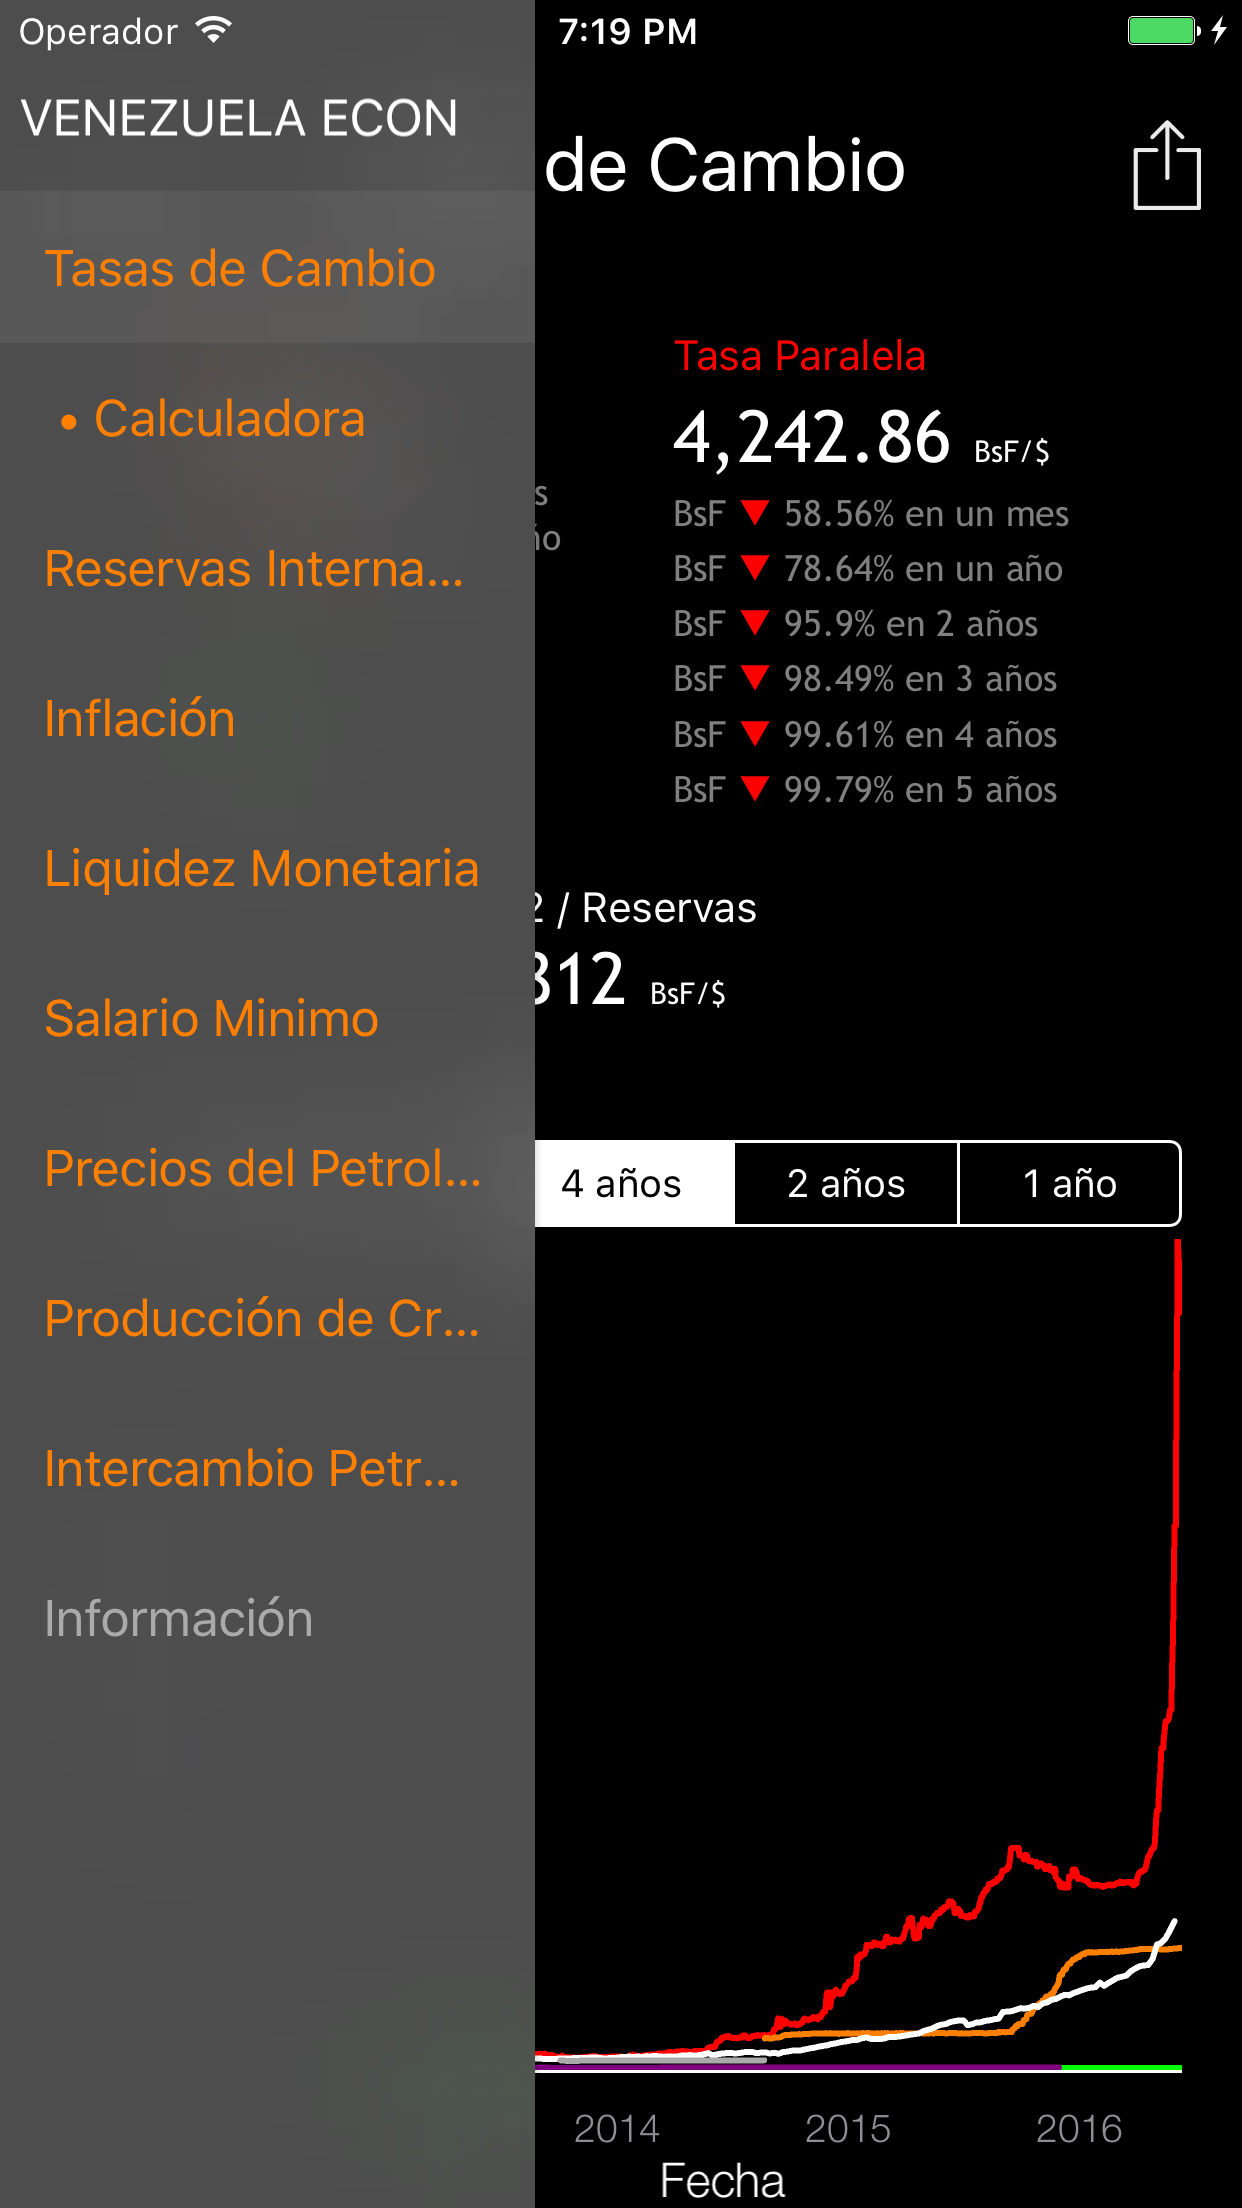 Operador 7:19 PM
VENEZUELA ECON
de Cambio
Tasas de Cambio
• Calculadora
Reservas Interna...
Inflación
Liquidez Monetaria
Salario Minimo
Precios del Petrol...
Producción de Cr...
Intercambio Petr...
Información
Tasa Paralela
4,242.86 BsF/$
BsF ▼ 58.56% en un mes
BsF ▼ 78.64% en un año
BsF ▼ 95.9% en 2 años
BsF ▼ 98.49% en 3 años
BsF ▼ 99.61% en 4 años
BsF ▼ 99.79% en 5 años
2 / Reservas
312 BsF/$
4 años 2 años 1 año
2014 2015 2016
Fecha